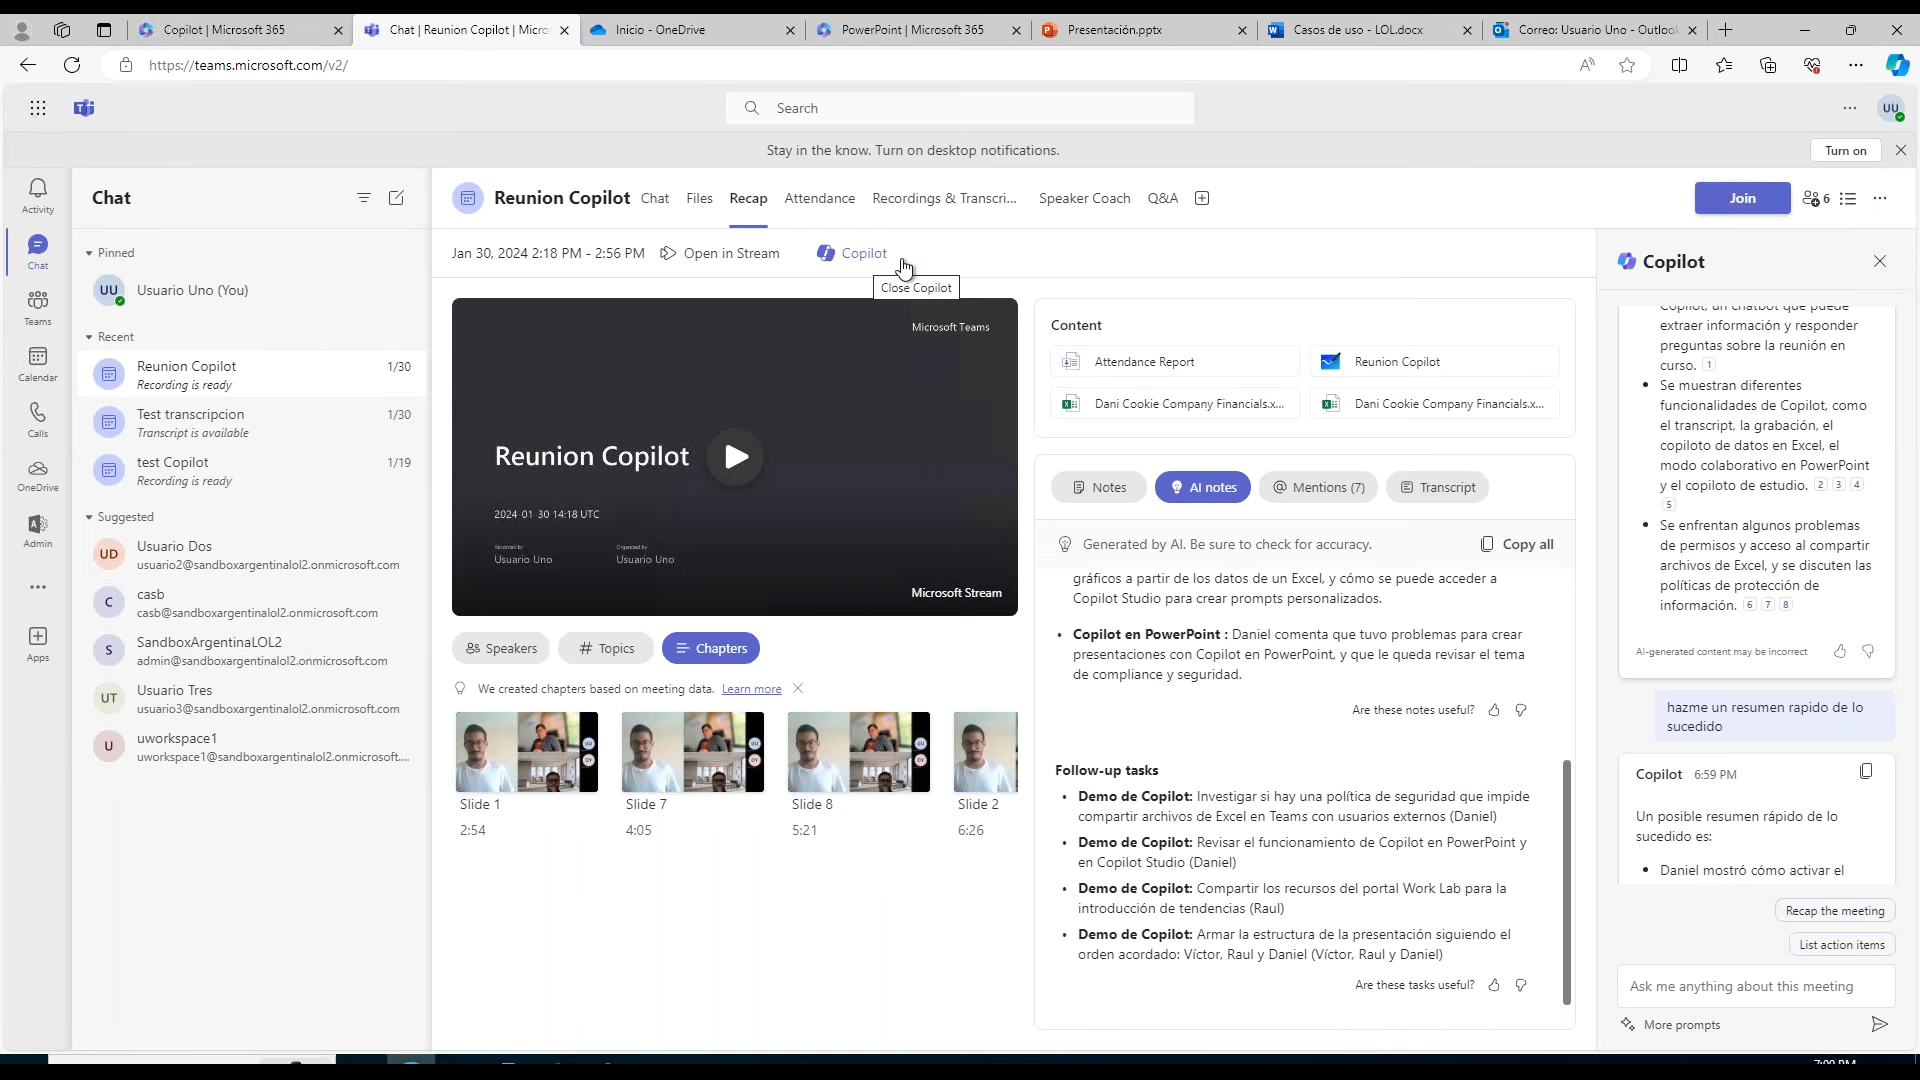 Copilot | Microsoft 365
Chat | Reunion Copilot | Micro
Inicio - OneDrive
PowerPoint | Microsoft 365
Presentación.pptx
Casos de uso - LOL.docx
Correo: Usuario Uno - Outlook
https://teams.microsoft.com/v2/
Search
UU
Stay in the know. Turn on desktop notifications.
Turn on
Activity
Chat
Teams
Calendar
Calls
OneDrive
Admin
Apps
Chat
Pinned
UU
Usuario Uno (You)
Recent
Reunion Copilot 1/30
Recording is ready
Test transcripcion 1/30
Transcript is available
test Copilot 1/19
Recording is ready
Suggested
UD
Usuario Dos
usuario2@sandboxargentinalol2.onmicrosoft.com
C
casb
casb@sandboxargentinalol2.onmicrosoft.com
S
SandboxArgentinaLOL2
admin@sandboxargentinalol2.onmicrosoft.com
UT
Usuario Tres
usuario3@sandboxargentinalol2.onmicrosoft.com
U
uworkspace1
uworkspace1@sandboxargentinalol2.onmicrosoft....
Reunion Copilot Chat Files Recap Attendance Recordings & Transcri... Speaker Coach Q&A
Join
6
Jan 30, 2024 2:18 PM - 2:56 PM Open in Stream Copilot
Close Copilot
Microsoft Teams
Reunion Copilot
2024-01-30 14:18 UTC
Recorded by Organized by
Usuario Uno Usuario Uno
Microsoft Stream
Speakers Topics Chapters
We created chapters based on meeting data. Learn more
Slide 1 Slide 7 Slide 8 Slide 2
2:54 4:05 5:21 6:26
Content
Attendance Report Reunion Copilot
Dani Cookie Company Financials.x... Dani Cookie Company Financials.x...
Notes AI notes Mentions (7) Transcript
Generated by AI. Be sure to check for accuracy. Copy all
gráficos a partir de los datos de un Excel, y cómo se puede acceder a
Copilot Studio para crear prompts personalizados.
• Copilot en PowerPoint : Daniel comenta que tuvo problemas para crear
presentaciones con Copilot en PowerPoint, y que le queda revisar el tema
de compliance y seguridad.
Are these notes useful?
Follow-up tasks
• Demo de Copilot: Investigar si hay una política de seguridad que impide
compartir archivos de Excel en Teams con usuarios externos (Daniel)
• Demo de Copilot: Revisar el funcionamiento de Copilot en PowerPoint y
en Copilot Studio (Daniel)
• Demo de Copilot: Compartir los recursos del portal Work Lab para la
introducción de tendencias (Raul)
• Demo de Copilot: Armar la estructura de la presentación siguiendo el
orden acordado: Víctor, Raul y Daniel (Víctor, Raul y Daniel)
Are these tasks useful?
Copilot
Copilot, un chatbot que puede
extraer información y responder
preguntas sobre la reunión en
curso. 1
• Se muestran diferentes
funcionalidades de Copilot, como
el transcript, la grabación, el
copiloto de datos en Excel, el
modo colaborativo en PowerPoint
y el copiloto de estudio. 2 3 4
5
• Se enfrentan algunos problemas
de permisos y acceso al compartir
archivos de Excel, y se discuten las
políticas de protección de
información. 6 7 8
AI-generated content may be incorrect
hazme un resumen rapido de lo
sucedido
Copilot 6:59 PM
Un posible resumen rápido de lo
sucedido es:
• Daniel mostró cómo activar el
Recap the meeting
List action items
Ask me anything about this meeting
More prompts